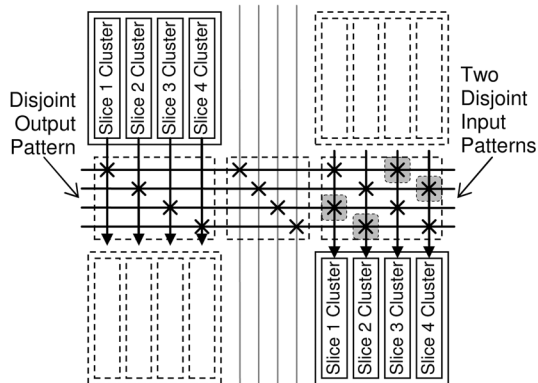 Slice 1 Cluster
Slice 2 Cluster
Slice 3 Cluster
Slice 4 Cluster
Disjoint
Output
Pattern
Two
Disjoint
Input
Patterns
Slice 1 Cluster
Slice 2 Cluster
Slice 3 Cluster
Slice 4 Cluster